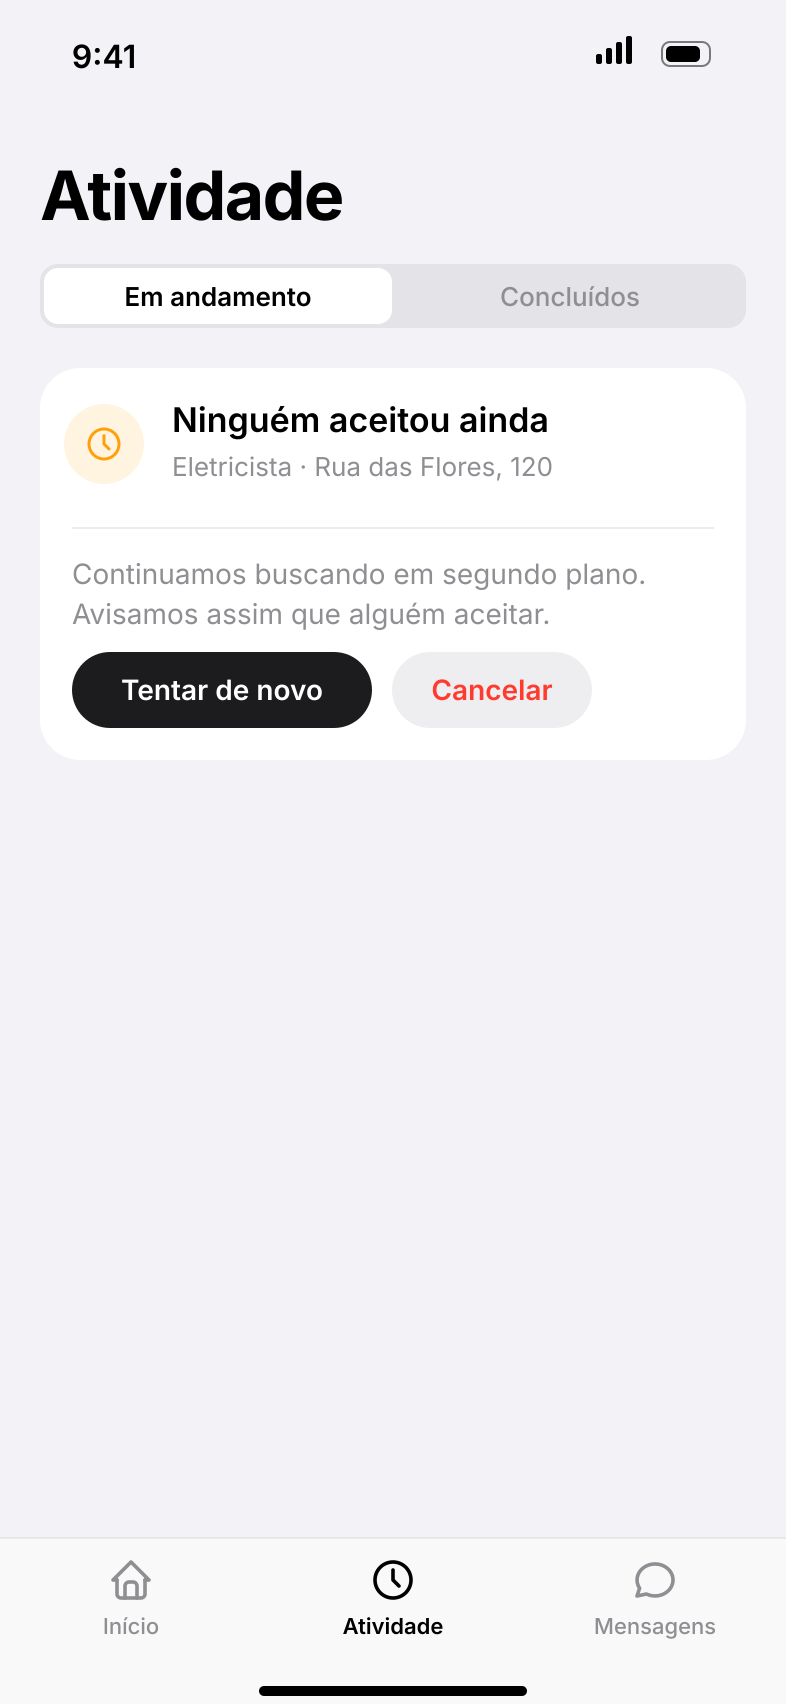 9:41
Atividade
Em andamento
Concluídos
Ninguém aceitou ainda
Eletricista · Rua das Flores, 120
Continuamos buscando em segundo plano.
Avisamos assim que alguém aceitar.
Tentar de novo
Cancelar
Início
Atividade
Mensagens